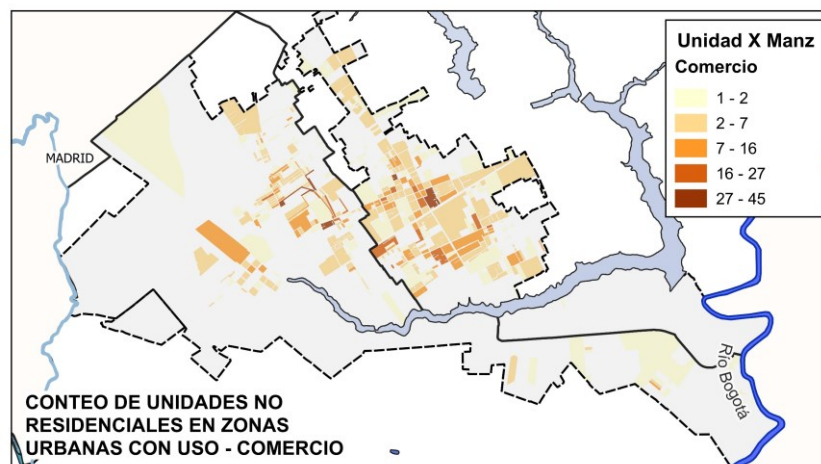 Unidad X Manz
Comercio
1 - 2
2 - 7
7 - 16
16 - 27
27 - 45
MADRID
Río Bogotá
CONTEO DE UNIDADES NO
RESIDENCIALES EN ZONAS
URBANAS CON USO - COMERCIO